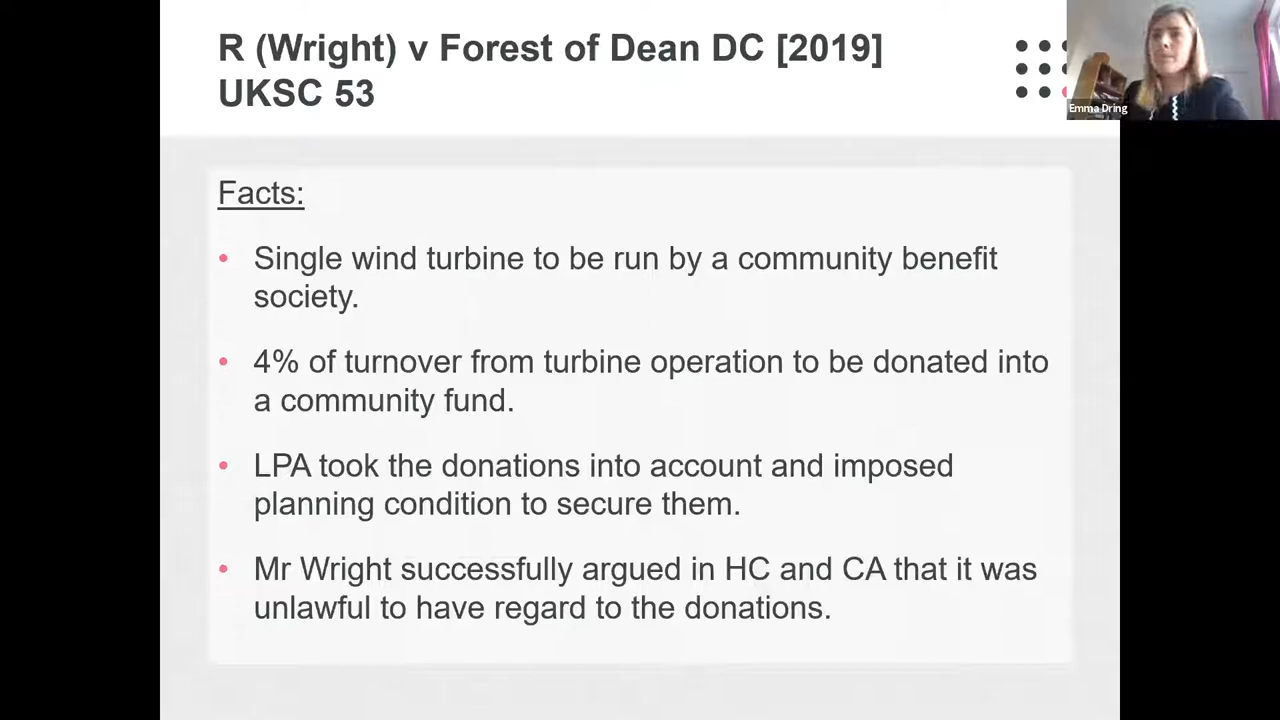 R (Wright) v Forest of Dean DC [2019]
UKSC 53
Emma Dring
Facts:
• Single wind turbine to be run by a community benefit
society.
• 4% of turnover from turbine operation to be donated into
a community fund.
• LPA took the donations into account and imposed
planning condition to secure them.
• Mr Wright successfully argued in HC and CA that it was
unlawful to have regard to the donations.